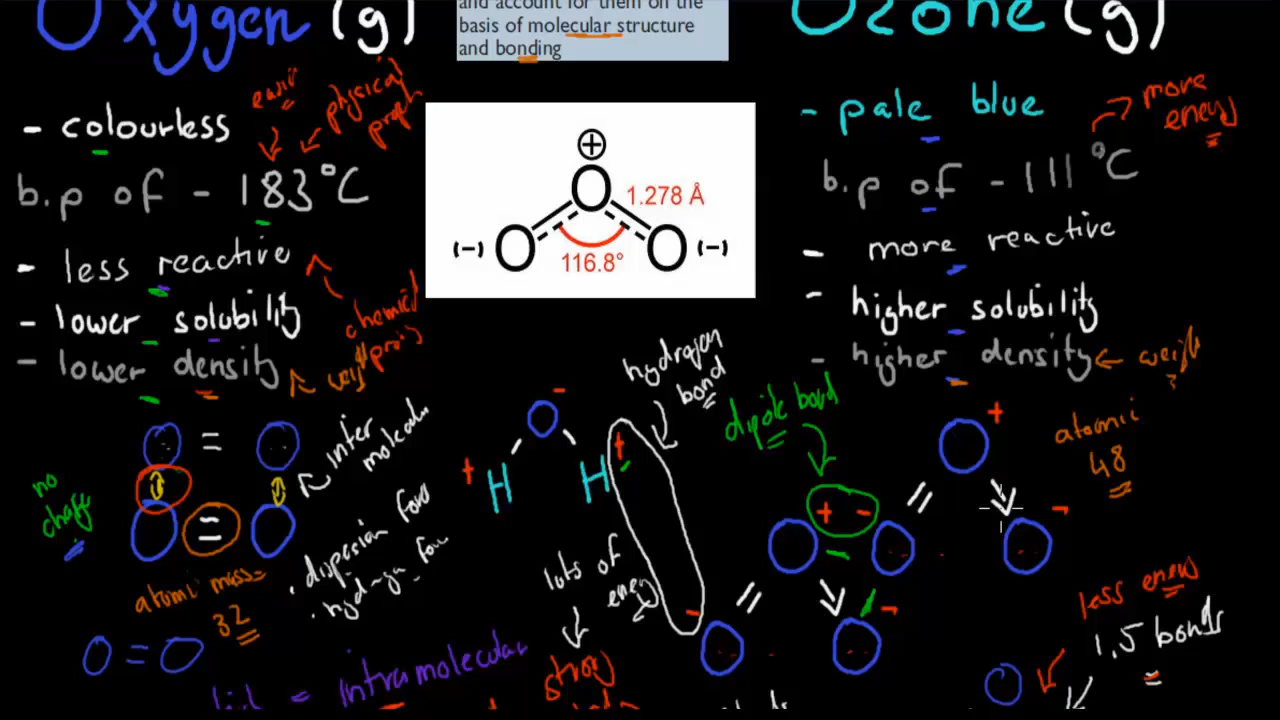 Oxygen (g)
- colourless
easi
physical
prop
b.p of - 183°C
- less reactive
chemical
- lower solubility
- lower density
inter
molecular
no
charge
O = O
O = O
. dispersion force
atomic mass
32
O = O
= intramolecular
and account for them on the
basis of molecular structure
and bonding
+
O
1.278 Å
(-) O O (-)
116.8°
hydrogen
bond
-
O
+ H H +
lots of
energy
strong
Ozone (g)
- pale blue
more
energy
b.p of - 111°C
- more reactive
- higher solubility
- higher density
weigh
dipole bond
atomic
48
+ -
less energy
1.5 bonds